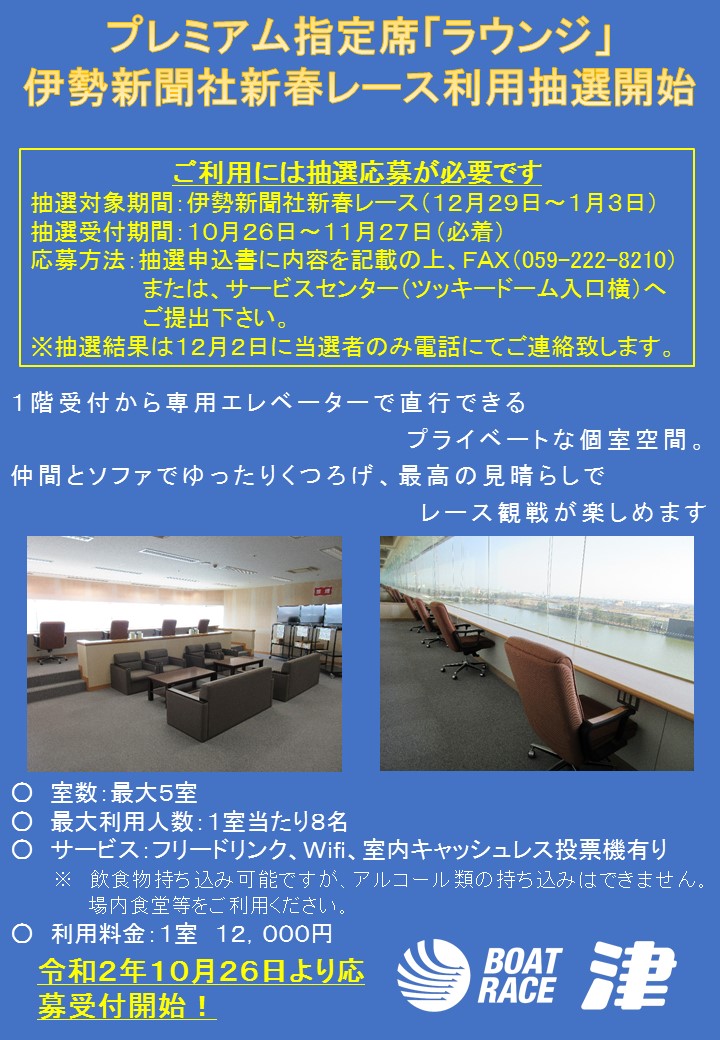 プレミアム指定席「ラウンジ」
伊勢新聞社新春レース利用抽選開始
ご利用には抽選応募が必要です
抽選対象期間：伊勢新聞社新春レース（１２月２９日～１月３日）
抽選受付期間：１０月２６日～１１月２７日（必着）
応募方法：抽選申込書に内容を記載の上、ＦＡＸ（059-222-8210）
または、サービスセンター（ツッキードーム入口横）へ
ご提出下さい。
※抽選結果は１２月２日に当選者のみ電話にてご連絡致します。
１階受付から専用エレベーターで直行できる
プライベートな個室空間。
仲間とソファでゆったりくつろげ、最高の見晴らしで
レース観戦が楽しめます
○　室数：最大５室
○　最大利用人数：１室当たり８名
○　サービス：フリードリンク、Ｗifi、室内キャッシュレス投票機有り
※　飲食物持ち込み可能ですが、アルコール類の持ち込みはできません。
場内食堂等をご利用ください。
○　利用料金：１室　１２，０００円
令和２年１０月２６日より応
募受付開始！
BOAT
RACE
津